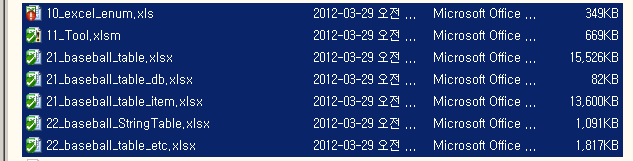 10_excel_enum.xls 2012-03-29 오전 ... Microsoft Office ... 349KB
11_Tool.xlsm 2012-03-29 오전 ... Microsoft Office ... 669KB
21_baseball_table.xlsx 2012-03-29 오전 ... Microsoft Office ... 15,526KB
21_baseball_table_db.xlsx 2012-03-29 오전 ... Microsoft Office ... 82KB
21_baseball_table_item.xlsx 2012-03-29 오전 ... Microsoft Office ... 13,600KB
22_baseball_StringTable.xlsx 2012-03-29 오전 ... Microsoft Office ... 1,091KB
22_baseball_table_etc.xlsx 2012-03-29 오전 ... Microsoft Office ... 1,817KB